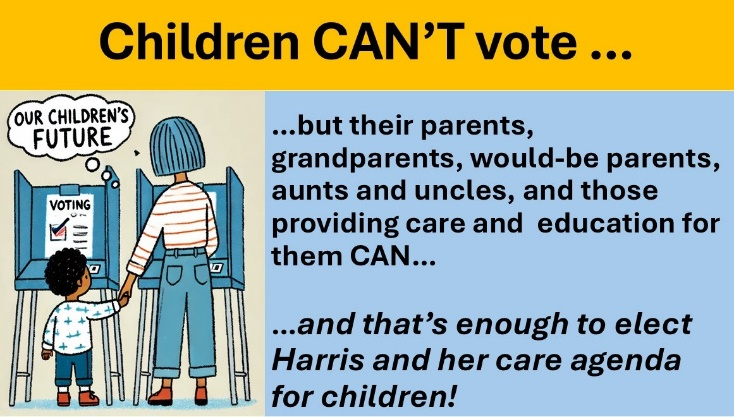 Children CAN'T vote ...
OUR CHILDREN'S
FUTURE
VOTING
...but their parents,
grandparents, would-be parents,
aunts and uncles, and those
providing care and  education for
them CAN...
...and that's enough to elect
Harris and her care agenda
for children!